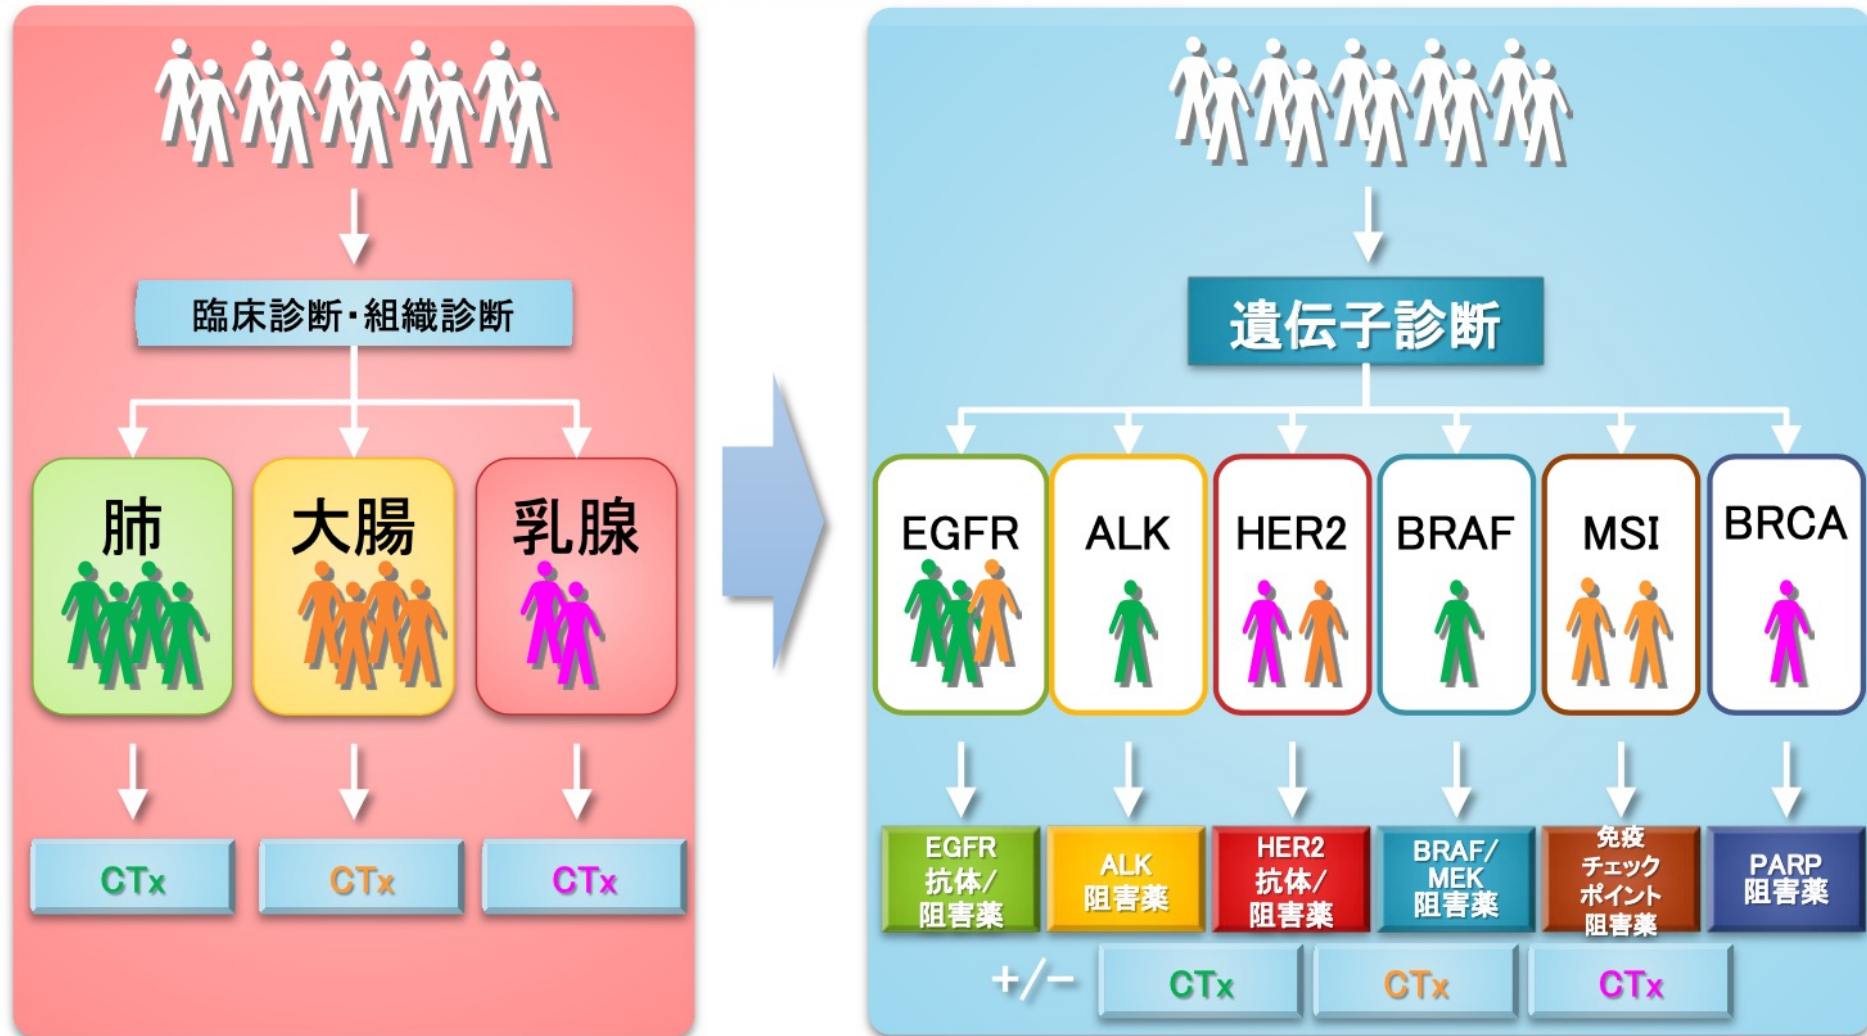 臨床診断・組織診断
肺
大腸
乳腺
CTx
CTx
CTx
遺伝子診断
EGFR
ALK
HER2
BRAF
MSI
BRCA
EGFR
抗体/
阻害薬
ALK
阻害薬
HER2
抗体/
阻害薬
BRAF/
MEK
阻害薬
免疫
チェック
ポイント
阻害薬
PARP
阻害薬
+/-
CTx
CTx
CTx